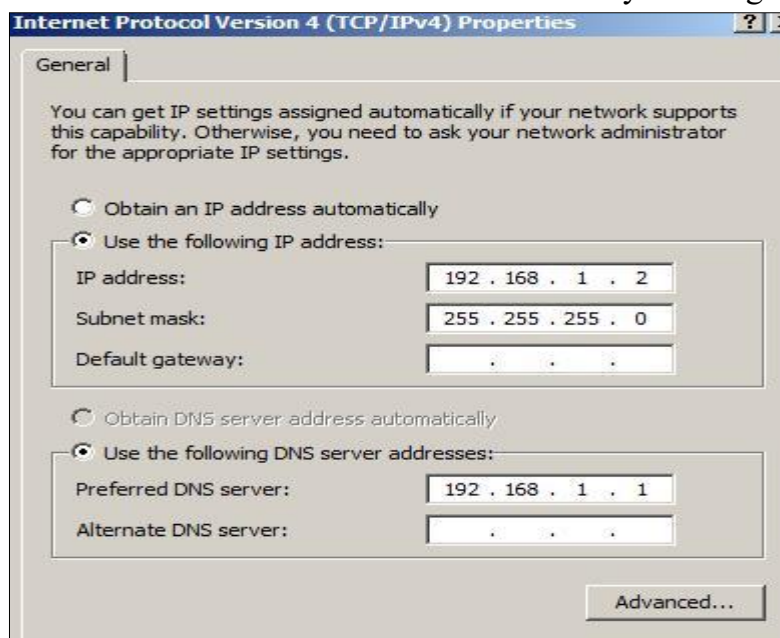 Internet Protocol Version 4 (TCP/IPv4) Properties
?
General
You can get IP settings assigned automatically if your network supports
this capability. Otherwise, you need to ask your network administrator
for the appropriate IP settings.
Obtain an IP address automatically
Use the following IP address:
IP address: 192 . 168 . 1 . 2
Subnet mask: 255 . 255 . 255 . 0
Default gateway: . . .
Obtain DNS server address automatically
Use the following DNS server addresses:
Preferred DNS server: 192 . 168 . 1 . 1
Alternate DNS server: . . .
Advanced...